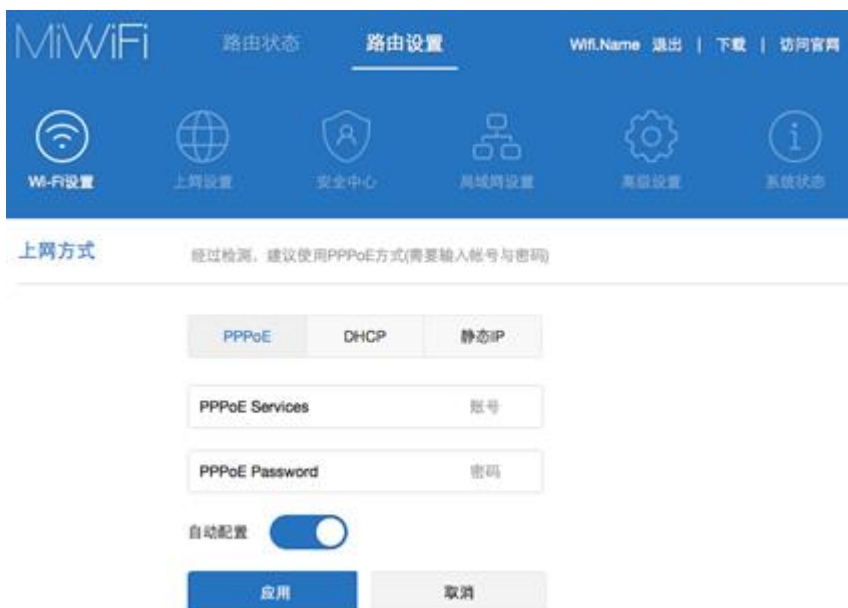 MiWiFi 路由状态 路由设置 Wifi.Name 退出 | 下载 | 访问官网
Wi-Fi设置 上网设置 安全中心 局域网设置 高级设置 系统状态
上网方式 经过检测，建议使用PPPoE方式(需要输入帐号与密码)
PPPoE DHCP 静态IP
PPPoE Services 账号
PPPoE Password 密码
自动配置
应用 取消